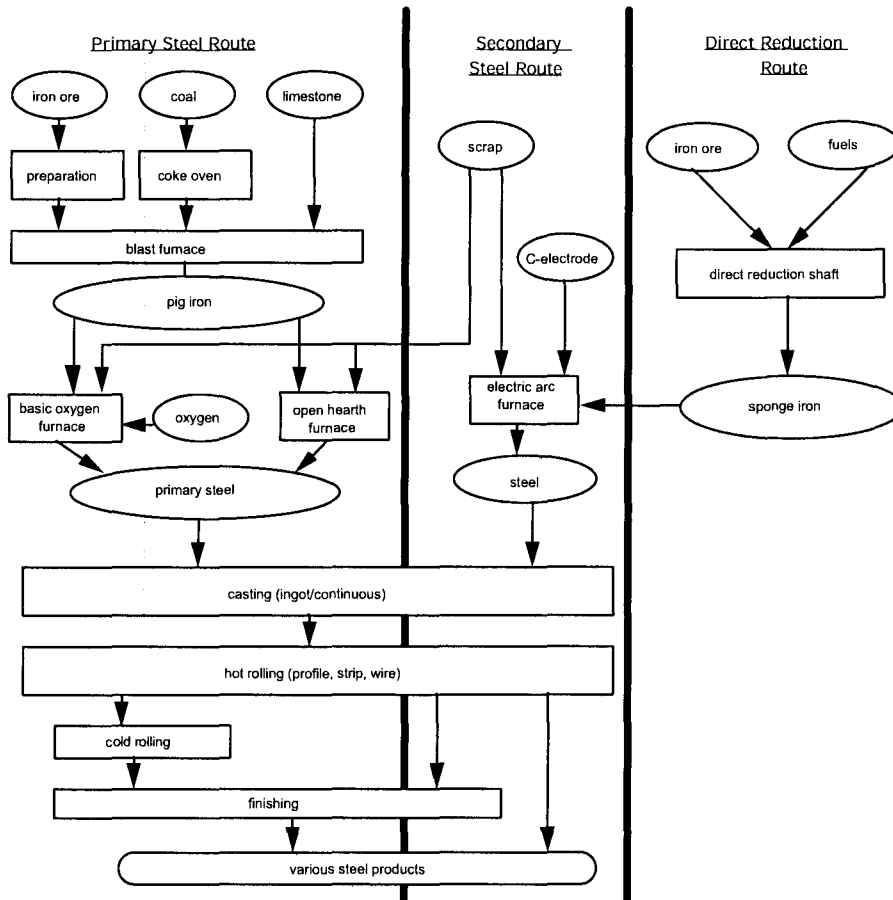 Primary Steel Route
Secondary
Steel Route
Direct Reduction
Route
iron ore
coal
limestone
scrap
iron ore
fuels
preparation
coke oven
blast furnace
C-electrode
direct reduction shaft
pig iron
basic oxygen
furnace
oxygen
open hearth
furnace
electric arc
furnace
sponge iron
primary steel
steel
casting (ingot/continuous)
hot rolling (profile, strip, wire)
cold rolling
finishing
various steel products